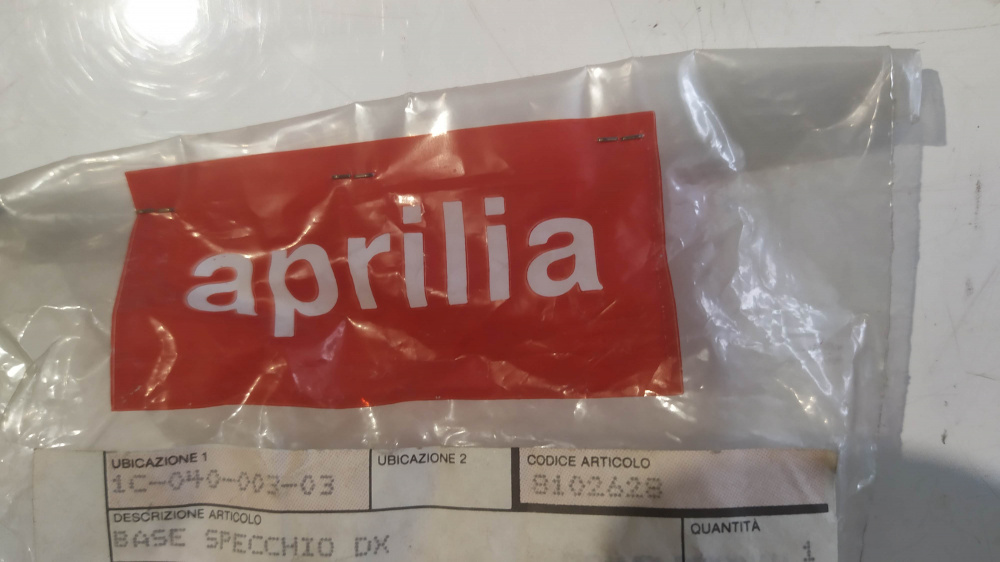 aprilia
UBICAZIONE 1 UBICAZIONE 2 CODICE ARTICOLO
1C-040-003-03 8102628
DESCRIZIONE ARTICOLO QUANTITÀ
BASE SPECCHIO DX 1